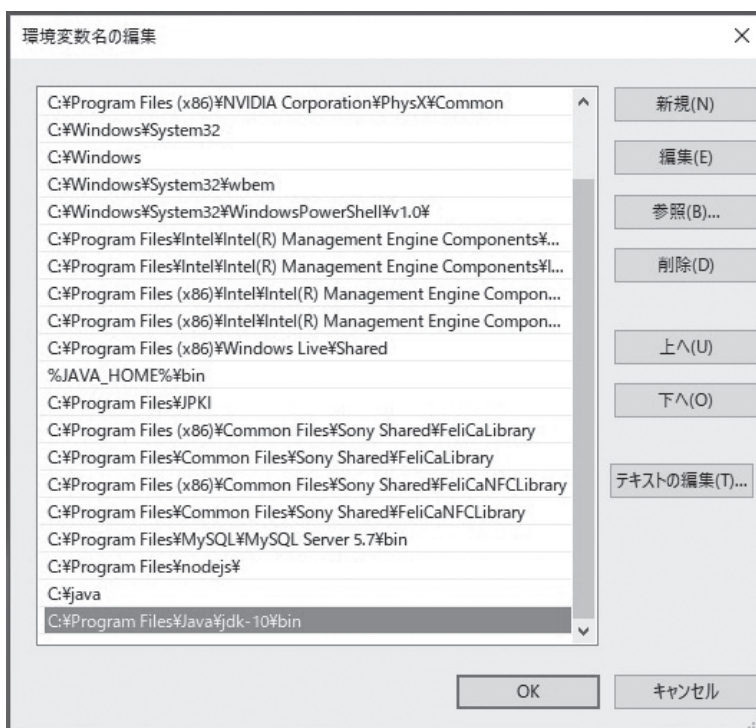 環境変数名の編集
C:¥Program Files (x86)¥NVIDIA Corporation¥PhysX¥Common
C:¥Windows¥System32
C:¥Windows
C:¥Windows¥System32¥wbem
C:¥Windows¥System32¥WindowsPowerShell¥v1.0¥
C:¥Program Files¥Intel¥Intel(R) Management Engine Components¥...
C:¥Program Files¥Intel¥Intel(R) Management Engine Components¥I...
C:¥Program Files (x86)¥Intel¥Intel(R) Management Engine Compon...
C:¥Program Files (x86)¥Intel¥Intel(R) Management Engine Compon...
C:¥Program Files (x86)¥Windows Live¥Shared
%JAVA_HOME%¥bin
C:¥Program Files¥JPKI
C:¥Program Files (x86)¥Common Files¥Sony Shared¥FeliCaLibrary
C:¥Program Files¥Common Files¥Sony Shared¥FeliCaLibrary
C:¥Program Files (x86)¥Common Files¥Sony Shared¥FeliCaNFCLibrary
C:¥Program Files¥Common Files¥Sony Shared¥FeliCaNFCLibrary
C:¥Program Files¥MySQL¥MySQL Server 5.7¥bin
C:¥Program Files¥nodejs¥
C:¥java
C:¥Program Files¥Java¥jdk-10¥bin
新規(N)
編集(E)
参照(B)...
削除(D)
上へ(U)
下へ(O)
テキストの編集(T)...
OK
キャンセル